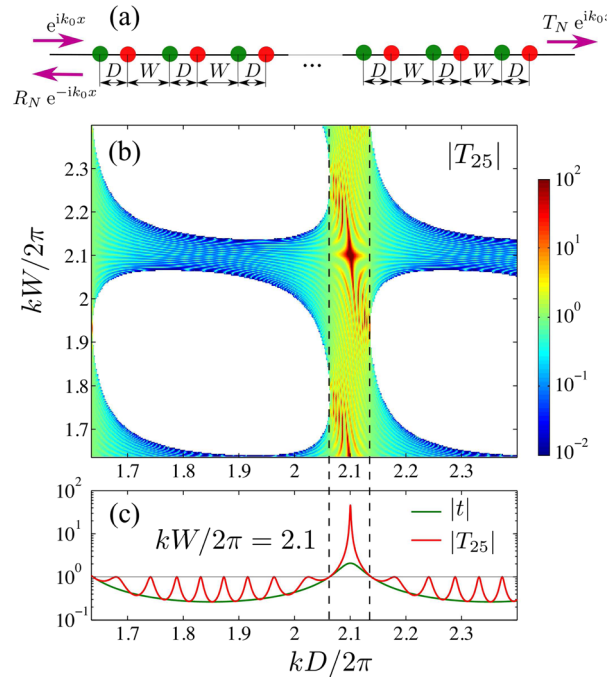 (a)
e^{ik_0x}
T_N e^{ik_0x}
...
D W D W D D W D W D
R_N e^{-ik_0x}
(b)
|T_{25}|
kW/2π
2.3
2.2
2.1
2
1.9
1.8
1.7
1.7 1.8 1.9 2 2.1 2.2 2.3
10^2
10^1
10^0
10^{-1}
10^{-2}
(c)
kW/2π = 2.1
|t|
|T_{25}|
10^2
10^1
10^0
10^{-1}
1.7 1.8 1.9 2 2.1 2.2 2.3
kD/2π